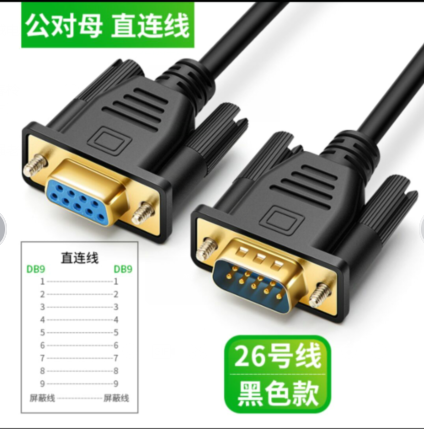 公对母 直连线
直连线
DB9 DB9
1 1
2 2
3 3
4 4
5 5
6 6
7 7
8 8
9 9
屏蔽线 屏蔽线
26号线
黑色款